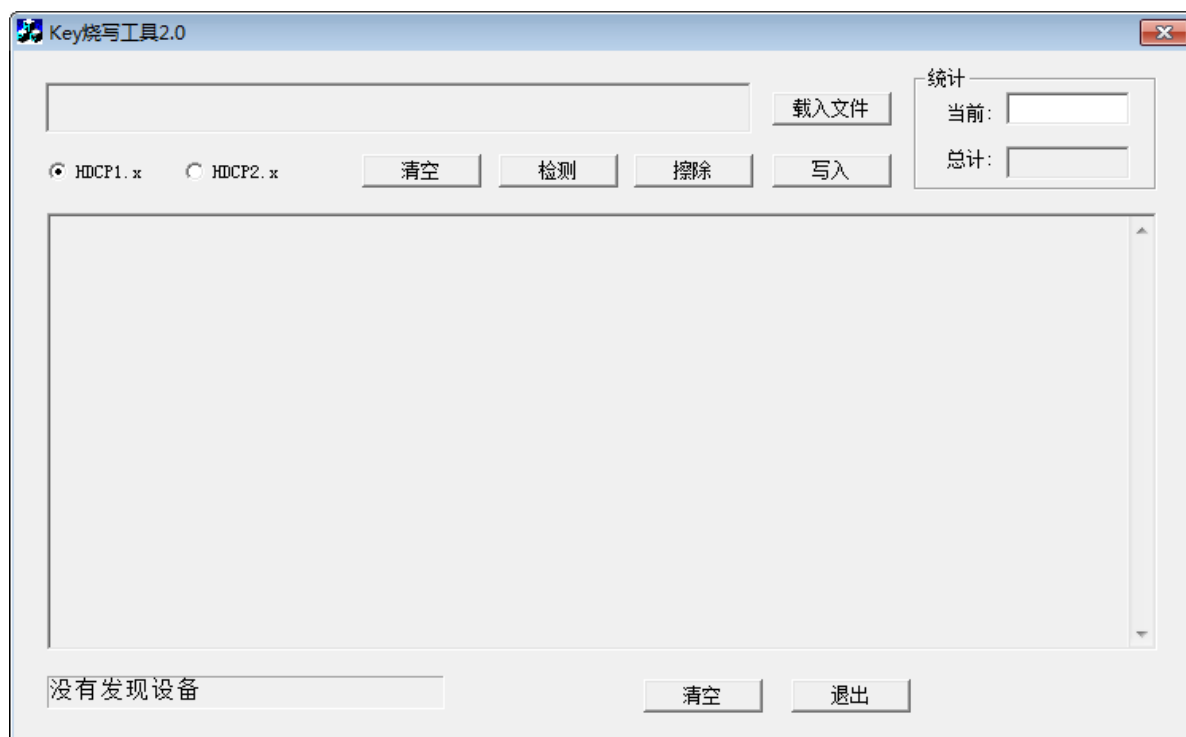 Key烧写工具2.0
统计
载入文件
当前:
HDCP1.x HDCP2.x 清空 检测 擦除 写入
总计:
没有发现设备
清空 退出